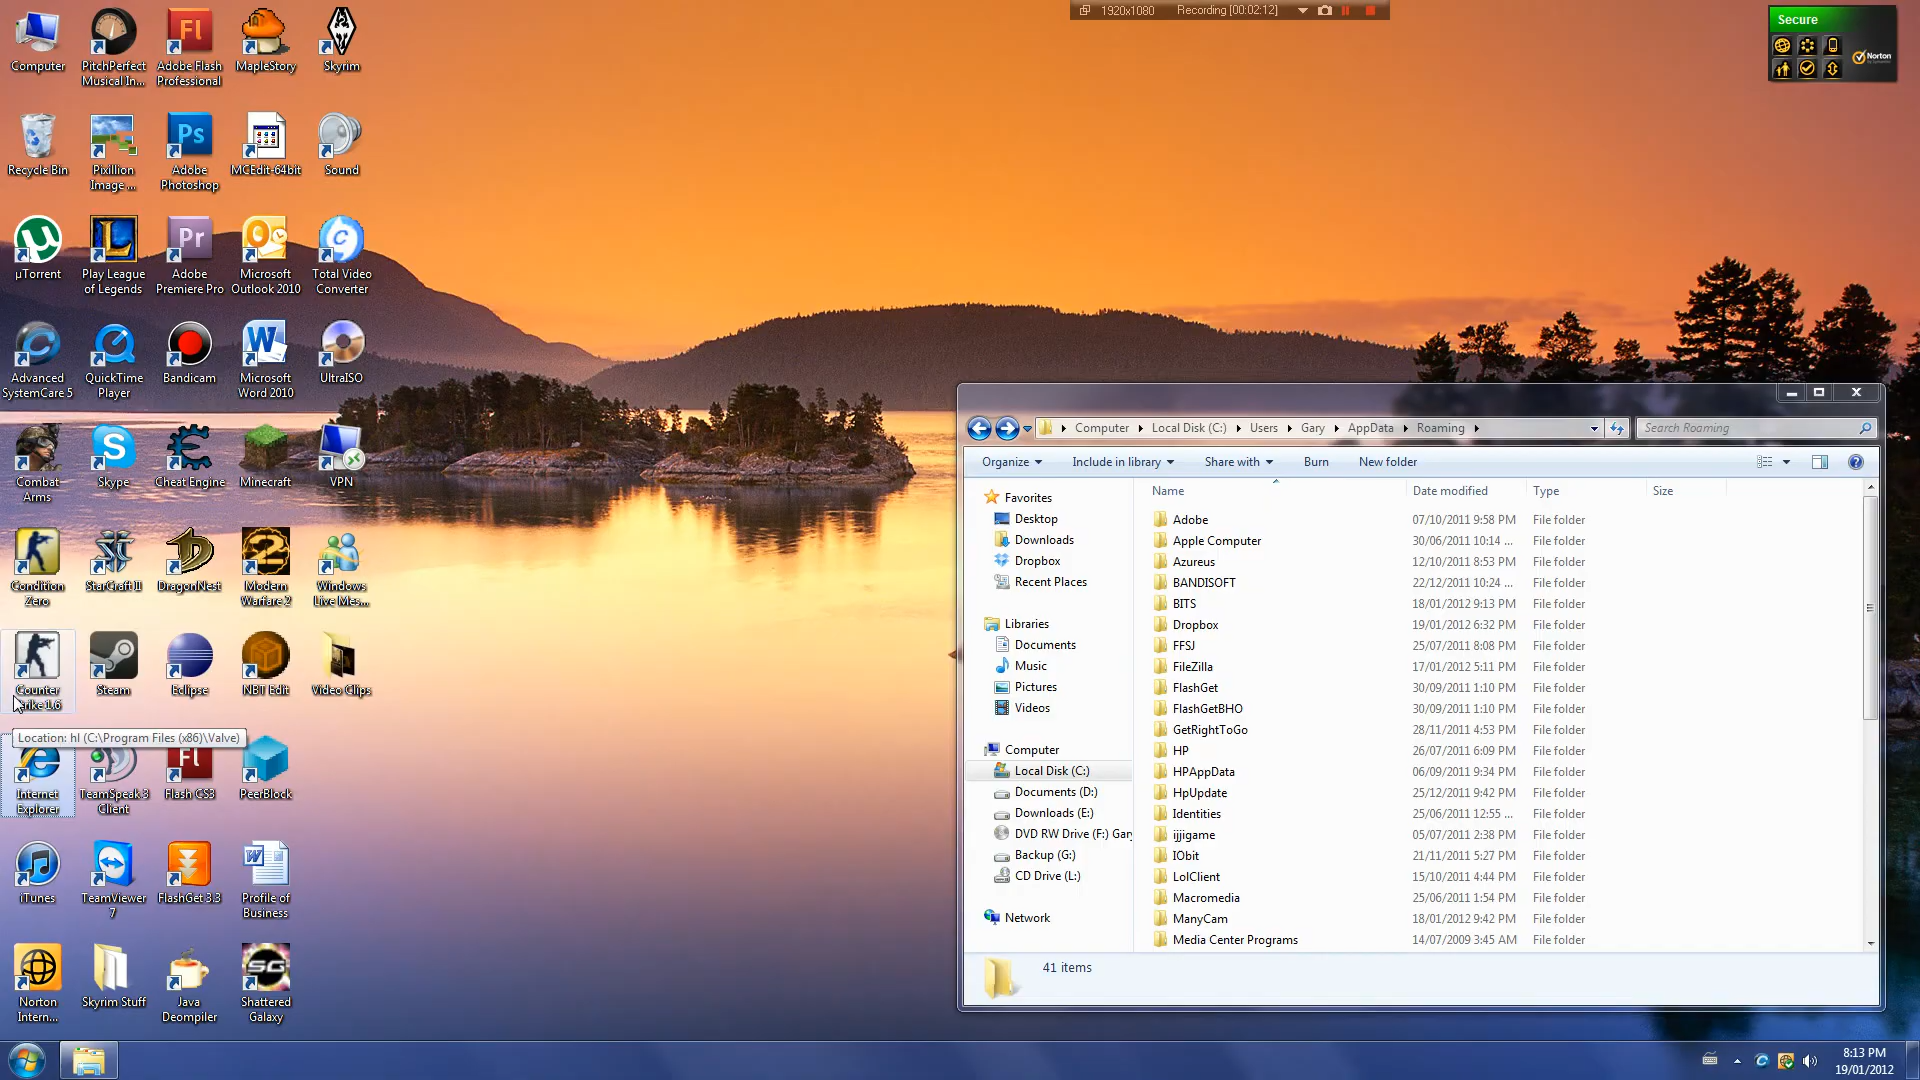 1920x1080 Recording [00:02:12]
Secure
Norton
Computer
PitchPerfect
Musical In...
Adobe Flash
Professional
MapleStory
Skyrim
Recycle Bin
Pixillion
Image ...
Adobe
Photoshop
MCEdit-64bit
Sound
µTorrent
Play League
of Legends
Adobe
Premiere Pro
Microsoft
Outlook 2010
Total Video
Converter
Advanced
SystemCare 5
QuickTime
Player
Bandicam
Microsoft
Word 2010
UltraISO
Combat
Arms
Skype
Cheat Engine
Minecraft
VPN
Condition
Zero
StarCraft II
DragonNest
Modern
Warfare 2
Windows
Live Mes...
Counter
Steam
Eclipse
NBT Edit
Video Clips
Location: hl (C:\Program Files (x86)\Valve)
Internet
Explorer
TeamSpeak 3
Client
Flash CS3
PeerBlock
iTunes
TeamViewer
7
FlashGet 3.3
Profile of
Business
Norton
Intern...
Skyrim Stuff
Java
Deompiler
Shattered
Galaxy
Computer Local Disk (C:) Users Gary AppData Roaming
Search Roaming
Organize Include in library Share with Burn New folder
Favorites
Desktop
Downloads
Dropbox
Recent Places
Libraries
Documents
Music
Pictures
Videos
Computer
Local Disk (C:)
Documents (D:)
Downloads (E:)
DVD RW Drive (F:) Gary
Backup (G:)
CD Drive (L:)
Network
Name Date modified Type Size
Adobe 07/10/2011 9:58 PM File folder
Apple Computer 30/06/2011 10:14 ... File folder
Azureus 12/10/2011 8:53 PM File folder
BANDISOFT 22/12/2011 10:24 ... File folder
BITS 18/01/2012 9:13 PM File folder
Dropbox 19/01/2012 6:32 PM File folder
FFSJ 25/07/2011 8:08 PM File folder
FileZilla 17/01/2012 5:11 PM File folder
FlashGet 30/09/2011 1:10 PM File folder
FlashGetBHO 30/09/2011 1:10 PM File folder
GetRightToGo 28/11/2011 4:53 PM File folder
HP 26/07/2011 6:09 PM File folder
HPAppData 06/09/2011 9:34 PM File folder
HpUpdate 25/12/2011 9:42 PM File folder
Identities 25/06/2011 12:55 ... File folder
ijjigame 05/07/2011 2:38 PM File folder
IObit 21/11/2011 5:27 PM File folder
LolClient 15/10/2011 4:44 PM File folder
Macromedia 25/06/2011 1:54 PM File folder
ManyCam 18/01/2012 9:42 PM File folder
Media Center Programs 14/07/2009 3:45 AM File folder
41 items
8:13 PM
19/01/2012